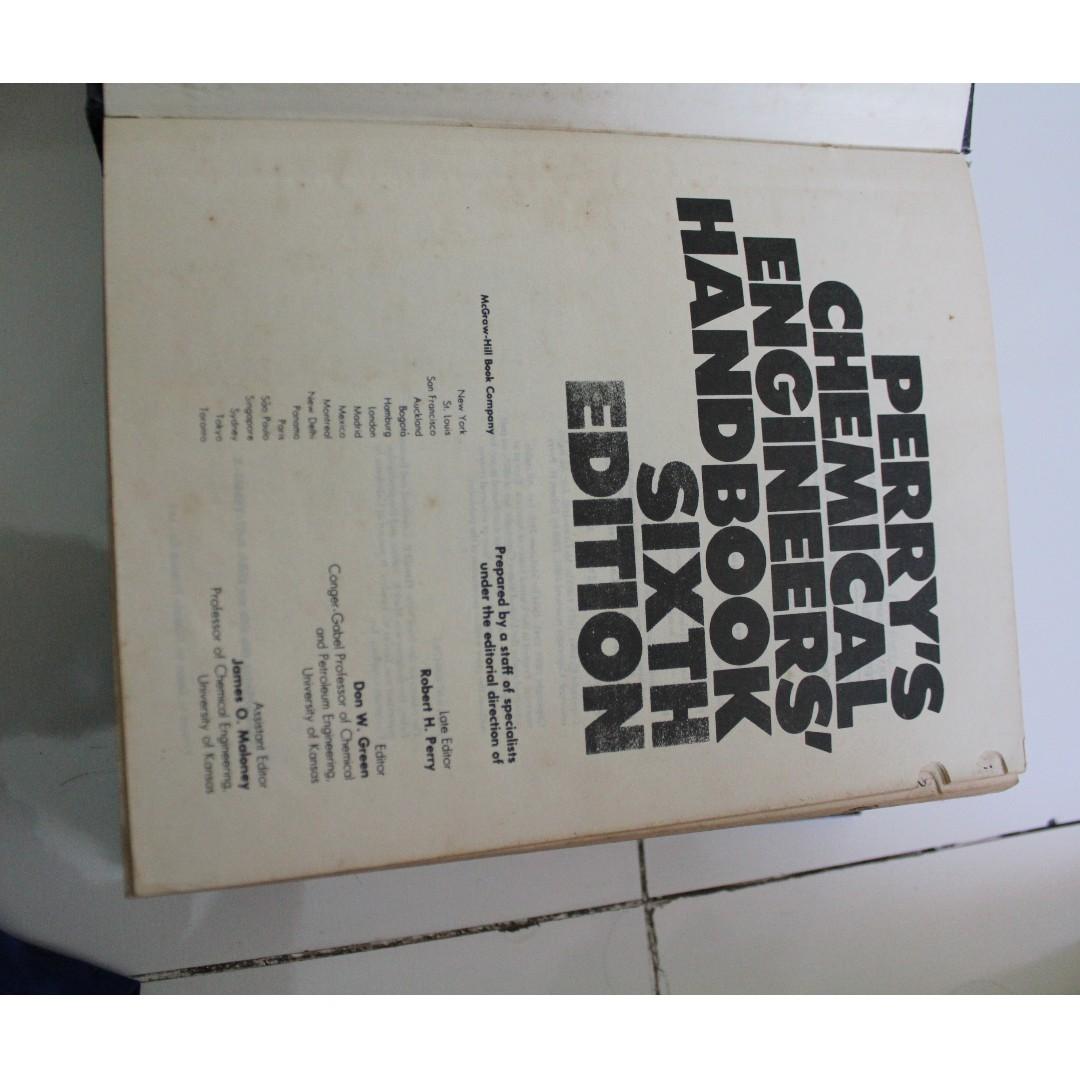 PERRY'S
CHEMICAL
ENGINEERS'
HANDBOOK
SIXTH
EDITION
Prepared by a staff of specialists
under the editorial direction of
Late Editor
Robert H. Perry
Editor
Don W. Green
Conger-Gabel Professor of Chemical
and Petroleum Engineering,
University of Kansas
Assistant Editor
James O. Maloney
Professor of Chemical Engineering,
University of Kansas
McGraw-Hill Book Company
New York
St. Louis
San Francisco
Auckland
Bogotá
Hamburg
London
Madrid
Mexico
Montreal
New Delhi
Panama
Paris
São Paulo
Singapore
Sydney
Tokyo
Toronto